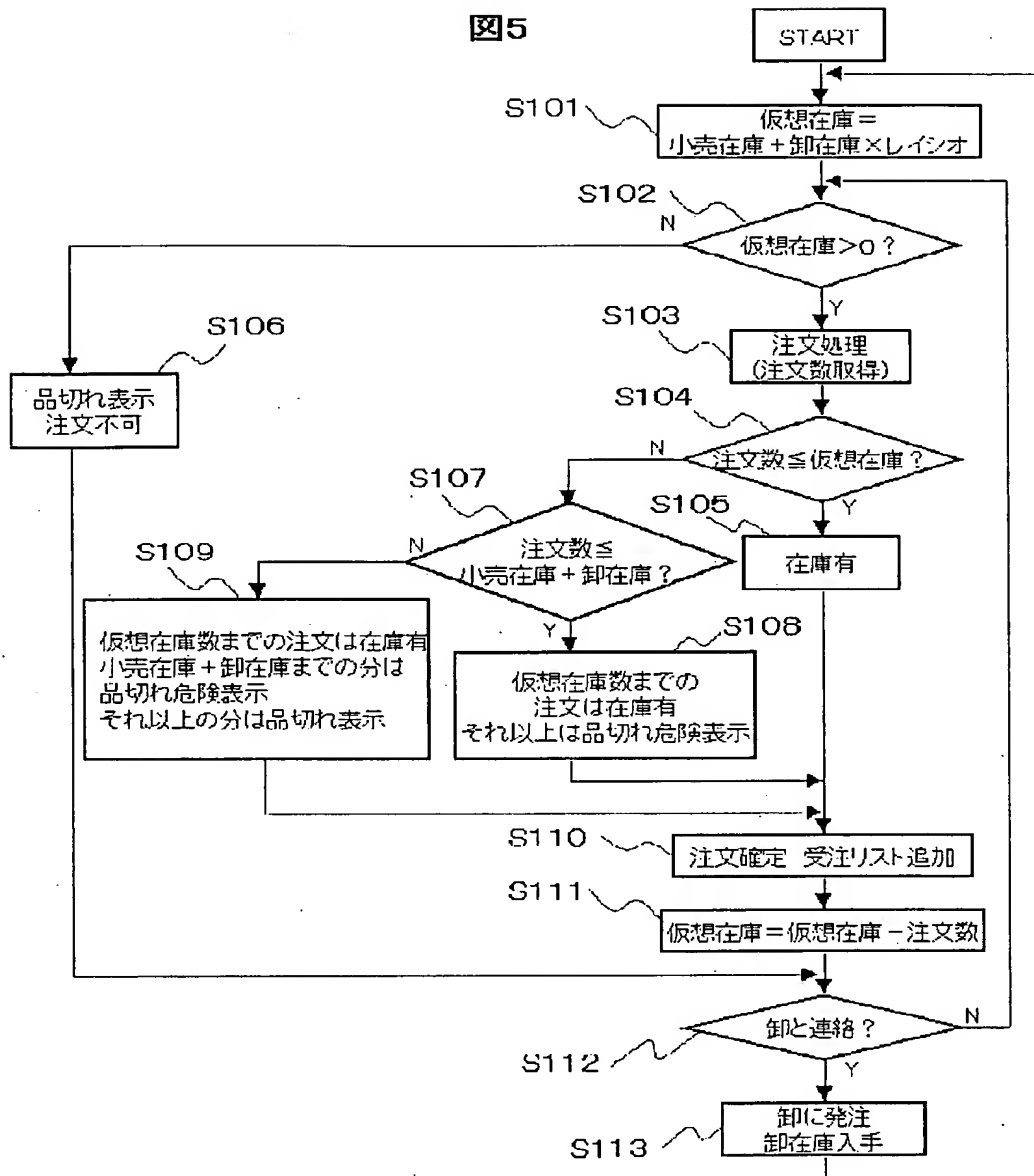 図5
START
S101
仮想在庫=
小売在庫+卸在庫×レイシオ
S102
N
仮想在庫>0?
Y
S103
注文処理
(注文数取得)
S106
品切れ表示
注文不可
S104
N
注文数≦仮想在庫?
Y
S107
N
注文数≦
小売在庫+卸在庫?
Y
S105
在庫有
S109
仮想在庫数までの注文は在庫有
小売在庫+卸在庫までの分は
品切れ危険表示
それ以上の分は品切れ表示
S108
仮想在庫数までの
注文は在庫有
それ以上は品切れ危険表示
S110
注文確定 受注リスト追加
S111
仮想在庫=仮想在庫-注文数
卸と連絡?
N
S112
Y
卸に発注
卸在庫入手
S113